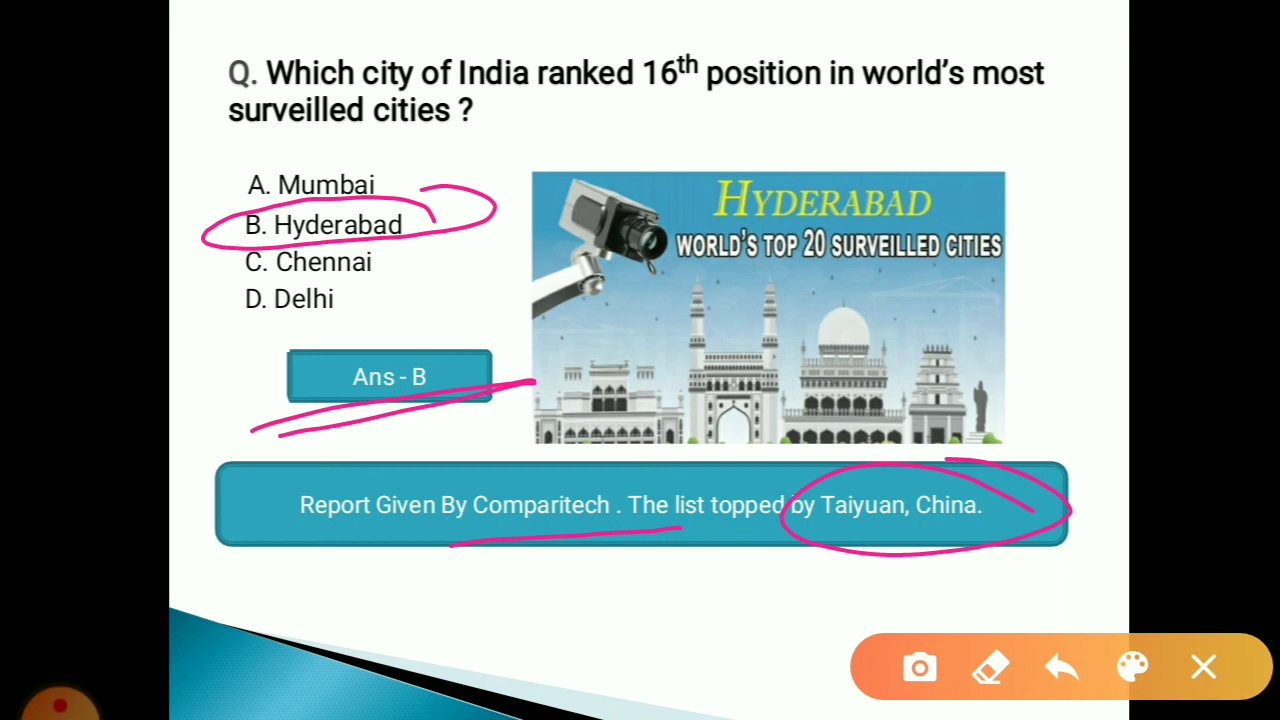 Q. Which city of India ranked 16th position in world's most
surveilled cities ?
A. Mumbai
B. Hyderabad
C. Chennai
D. Delhi
HYDERABAD
WORLD'S TOP 20 SURVEILLED CITIES
Ans - B
Report Given By Comparitech . The list topped by Taiyuan, China.